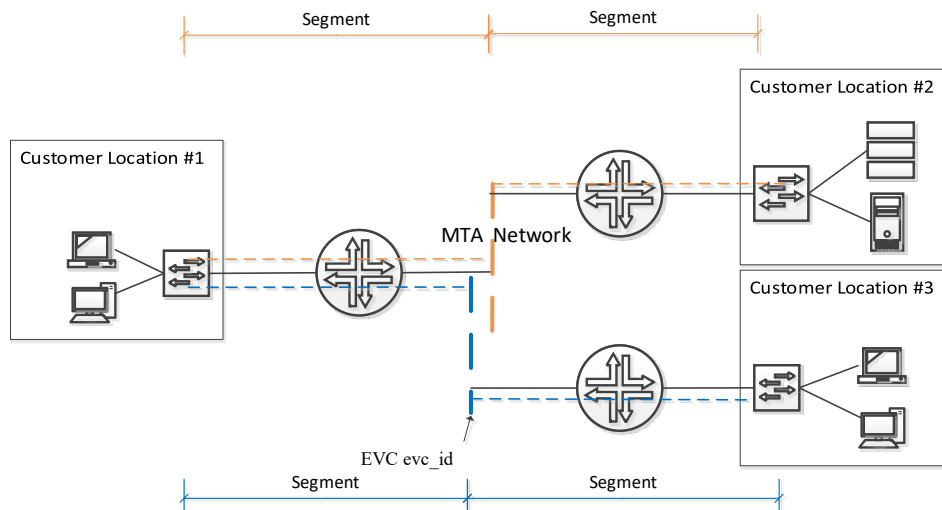 Segment
Segment
Customer Location #2
Customer Location #1
MTA Network
Customer Location #3
EVC evc_id
Segment
Segment